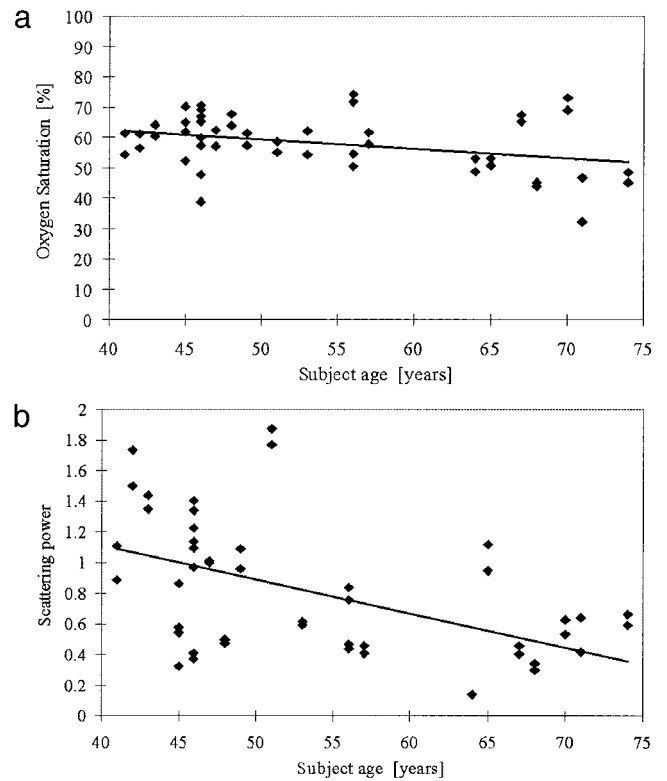 a
100
90
80
70
60
50
40
30
20
10
0
Oxygen Saturation [%]
40 45 50 55 60 65 70 75
Subject age [years]
b
2
1.8
1.6
1.4
1.2
1
0.8
0.6
0.4
0.2
0
Scattering power
40 45 50 55 60 65 70 75
Subject age [years]